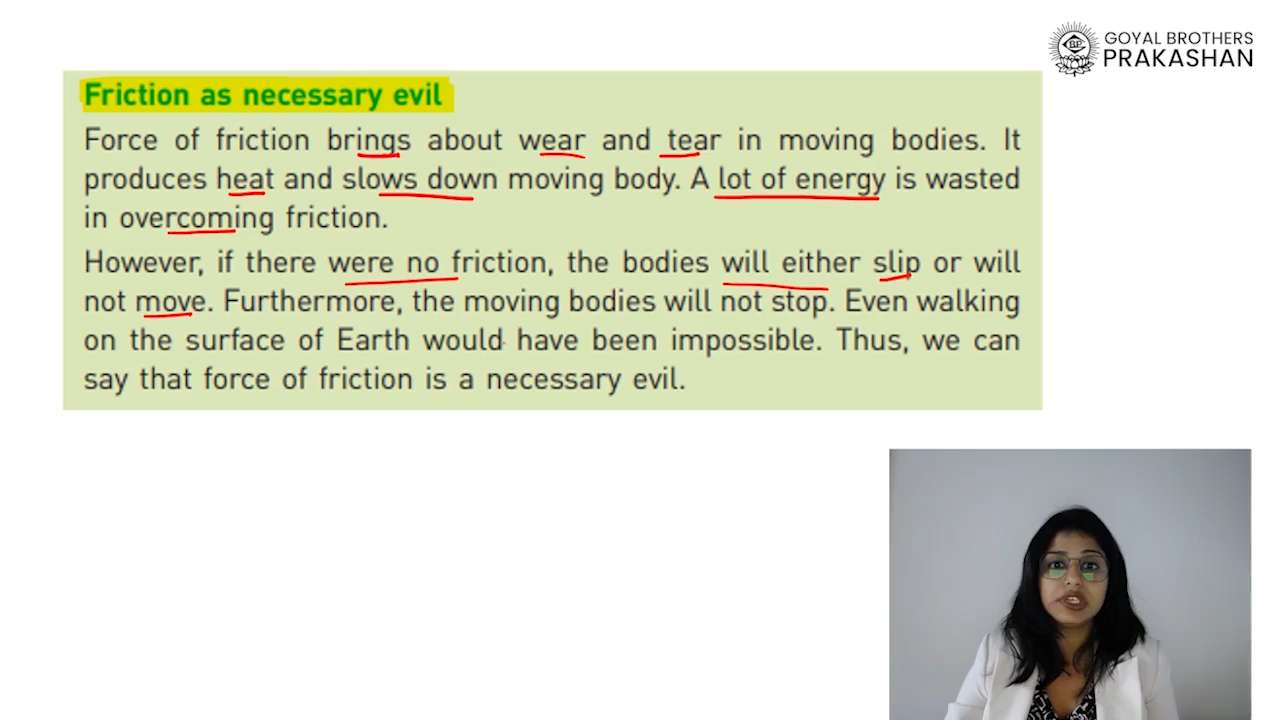 GOYAL BROTHERS
PRAKASHAN
Friction as necessary evil
Force of friction brings about wear and tear in moving bodies. It
produces heat and slows down moving body. A lot of energy is wasted
in overcoming friction.
However, if there were no friction, the bodies will either slip or will
not move. Furthermore, the moving bodies will not stop. Even walking
on the surface of Earth would have been impossible. Thus, we can
say that force of friction is a necessary evil.